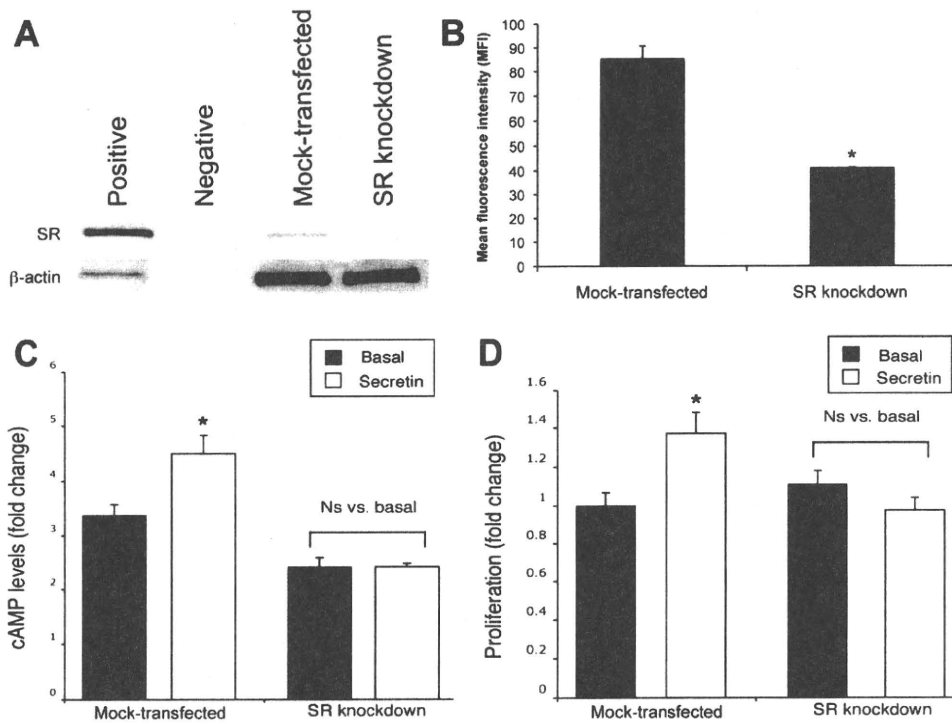 A
Positive
Negative
Mock-transfected
SR knockdown
SR
β-actin
B
Mean fluorescence intensity (MFI)
100
90
80
70
60
50
40
30
20
10
0
*
Mock-transfected
SR knockdown
C
Basal
Secretin
cAMP levels (fold change)
6
5
4
3
2
1
0
*
Ns vs. basal
Mock-transfected
SR knockdown
D
Basal
Secretin
Proliferation (fold change)
1.6
1.4
1.2
1
0.8
0.6
0.4
0.2
0
*
Ns vs. basal
Mock-transfected
SR knockdown